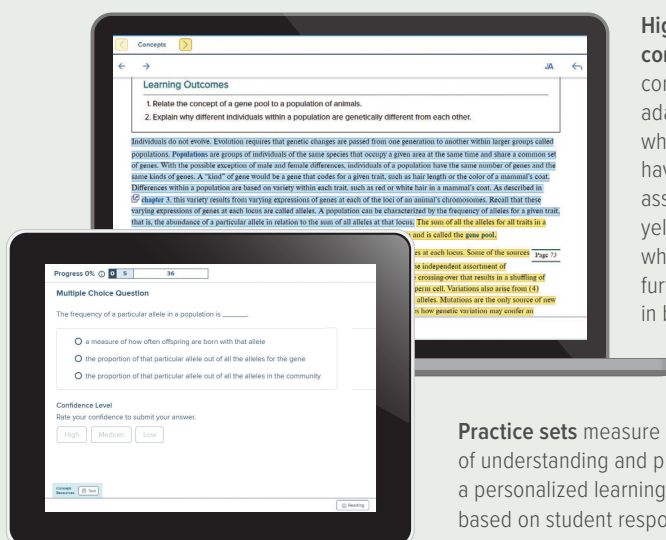 Concepts
JA
Learning Outcomes
1. Relate the concept of a gene pool to a population of animals.
2. Explain why different individuals within a population are genetically different from each other.
Individuals do not evolve. Evolution requires that genetic changes are passed from one generation to another within larger groups called
populations. Populations are groups of individuals of the same species that occupy a given area at the same time and share a common set
of genes. With the possible exception of male and female differences, individuals of a population have the same number of genes and the
same kinds of genes. A "kind" of gene would be a gene that codes for a given trait, such as hair length or the color of a mammal's coat.
Differences within a population are based on variety within each trait, such as red or white hair in a mammal's coat. As described in
chapter 3, this variety results from varying expressions of genes at each of the loci of an animal's chromosomes. Recall that these
varying expressions of genes at each locus are called alleles. A population can be characterized by the frequency of alleles for a given trait,
that is, the abundance of a particular allele in relation to the sum of all alleles at that locus. The sum of all the alleles for all traits in a
and is called the gene pool.
es at each locus. Some of the sources
Page 73
he independent assortment of
crossing-over that results in a shuffling of
perm cell. Variations also arise from (4)
alleles. Mutations are the only source of new
s how genetic variation may confer an
Hig
con
con
ada
wh
hav
ass
yel
wh
fur
in b
Progress 0% 0 5 36
Multiple Choice Question
The frequency of a particular allele in a population is ______.
a measure of how often offspring are born with that allele
the proportion of that particular allele out of all the alleles for the gene
the proportion of that particular allele out of all the alleles in the community
Confidence Level
Rate your confidence to submit your answer.
High Medium Low
Concept
Resources
Text
Reading
Practice sets measure
of understanding and p
a personalized learning
based on student respo